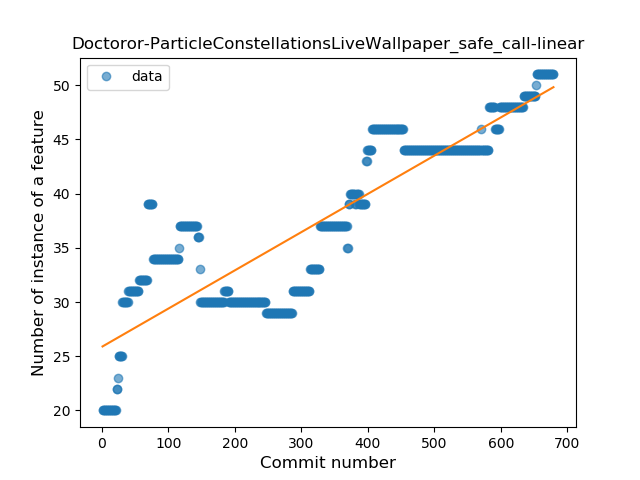 Doctoror-ParticleConstellationsLiveWallpaper_safe_call-linear
data
Number of instance of a feature
50
45
40
35
30
25
20
0 100 200 300 400 500 600 700
Commit number